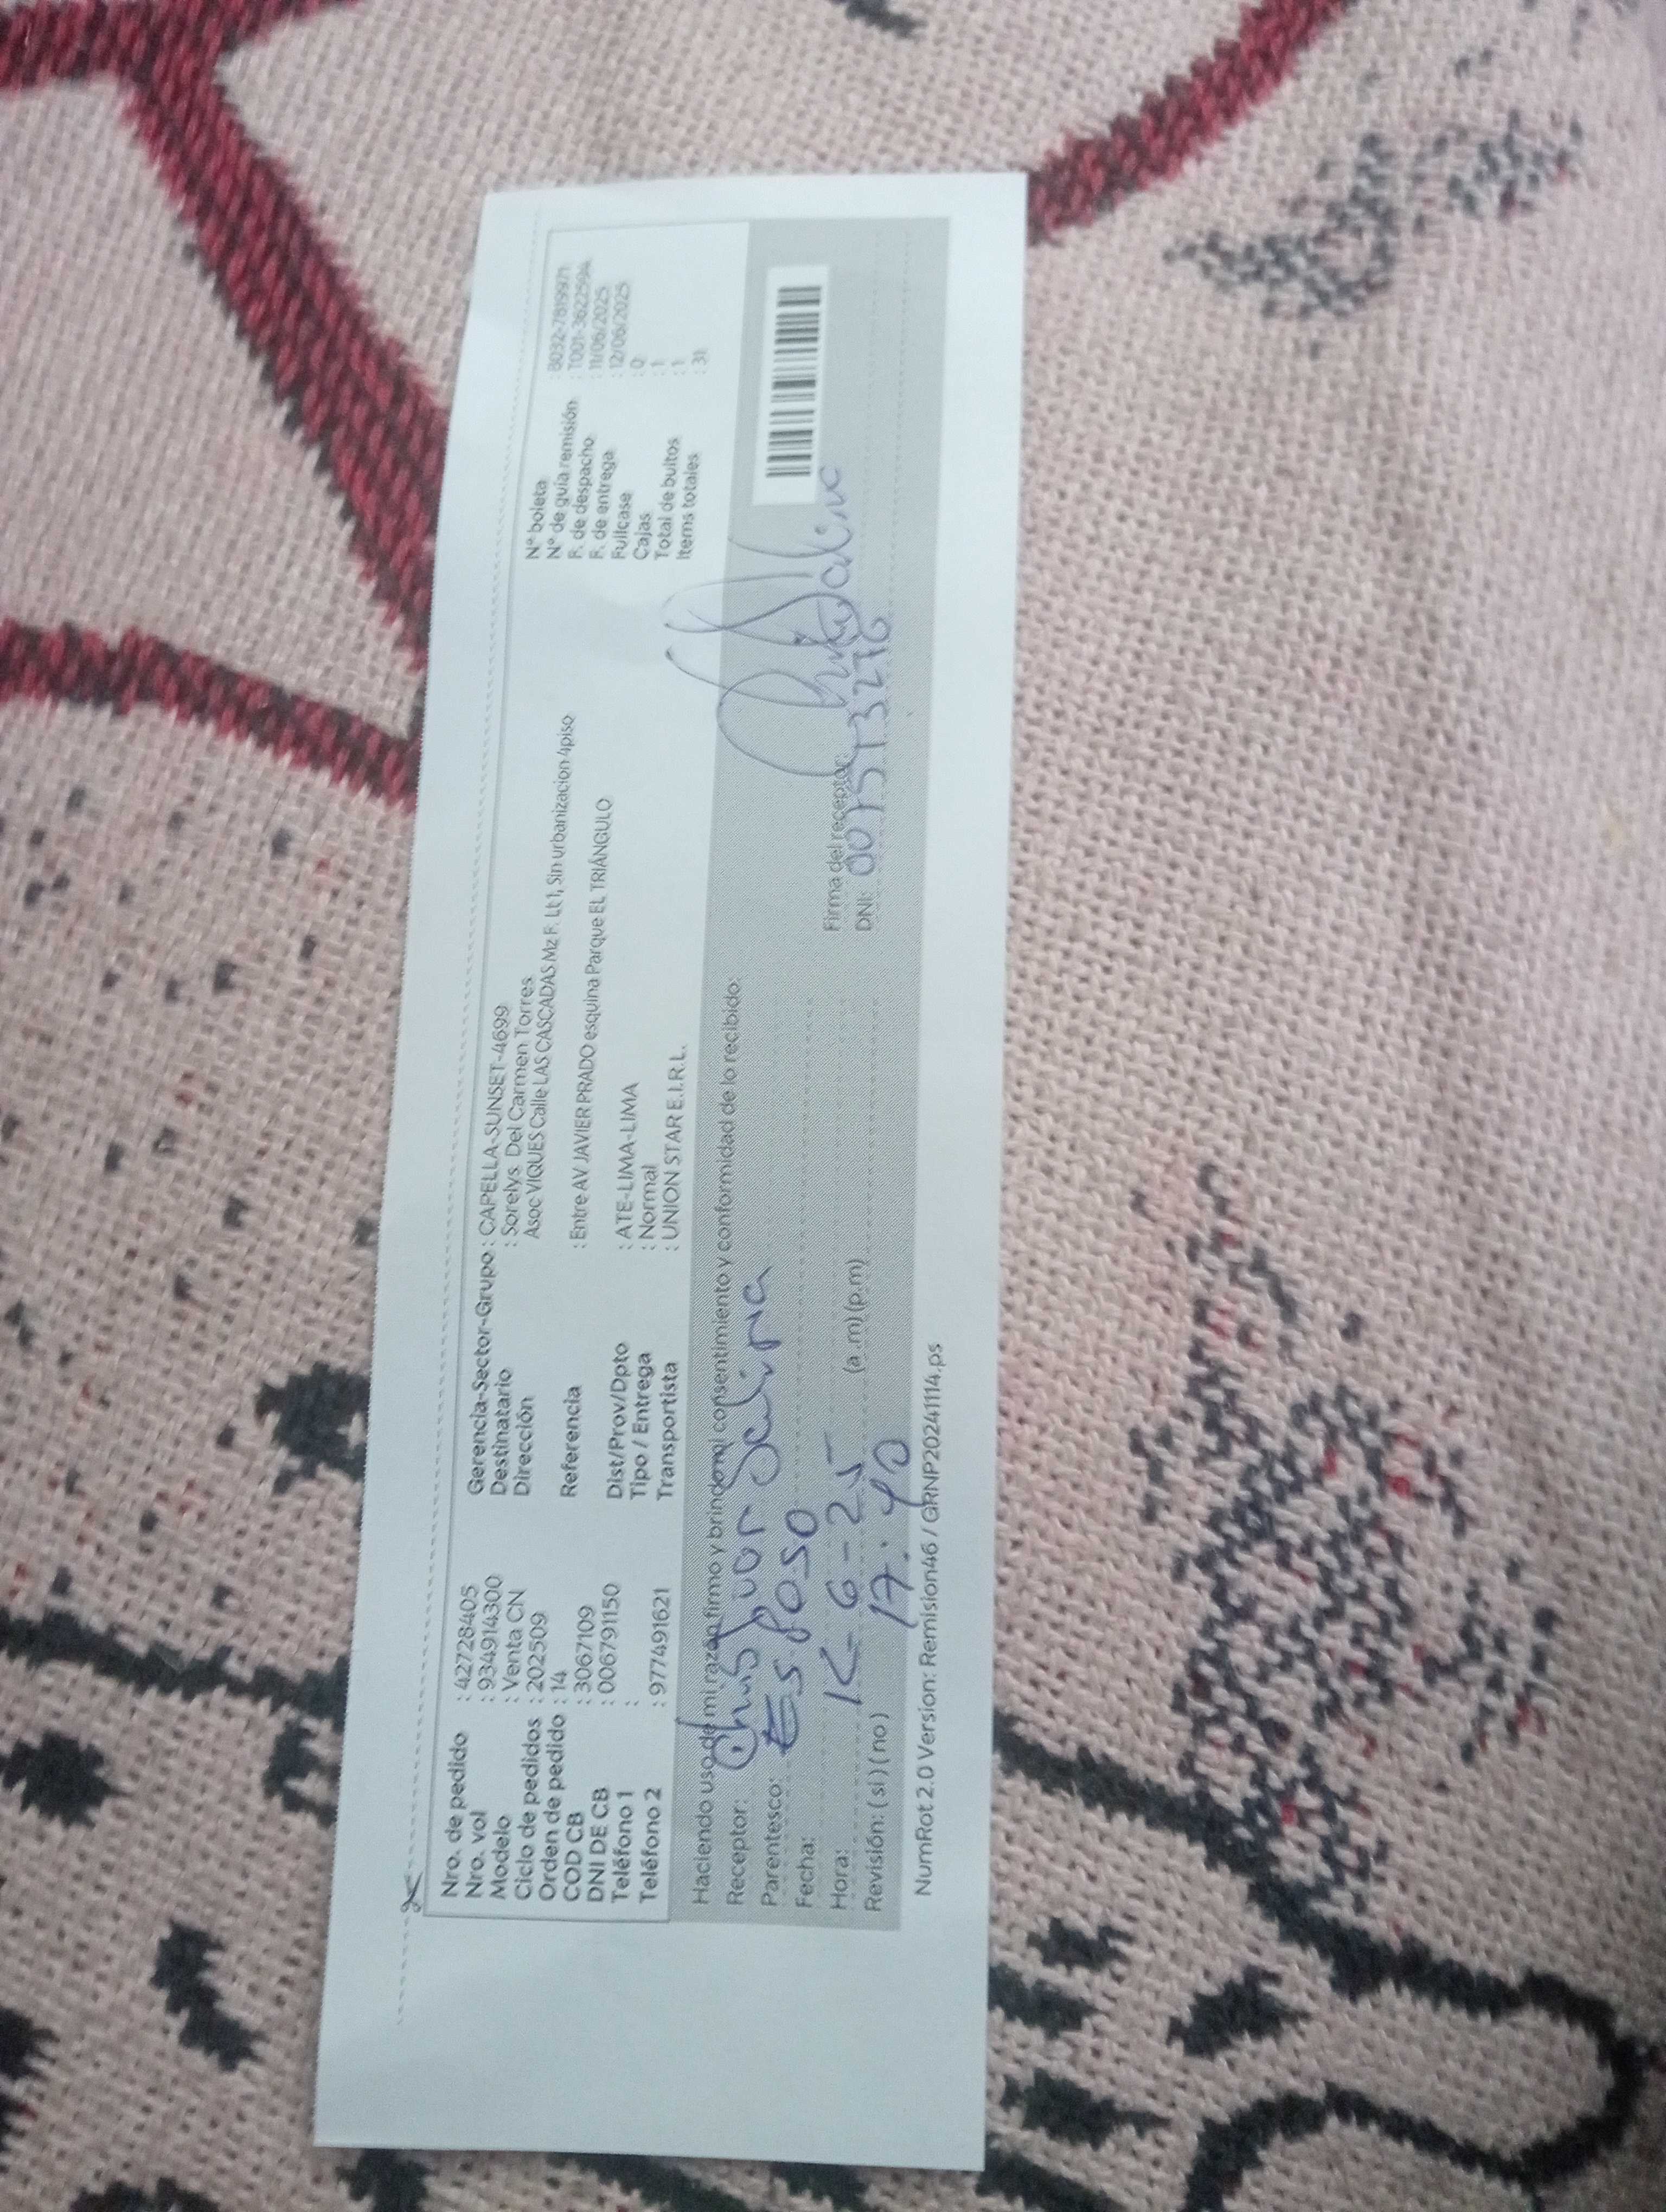 Nro. de pedido : 42728405
Nro. vol : 934914300
Modelo : Venta CN
Ciclo de pedidos : 202509
Orden de pedido : 14
COD CB : 3067109
DNI DE CB : 006791150
Teléfono 1 :
Teléfono 2 : 977491621
Gerencia-Sector-Grupo : CAPELLA-SUNSET-4699
Destinatario : Sorelys Del Carmen Torres
Dirección Asoc VIQUES Calle LAS CASCADAS Mz F. Lt 1, Sin urbanizacion 4piso
Referencia : Entre AV JAVIER PRADO esquina Parque EL TRIÁNGULO
Dist/Prov/Dpto : ATE-LIMA-LIMA
Tipo / Entrega : Normal
Transportista : UNION STAR E.I.R.L.
N° boleta
N° de guía remisión : T001-3622594
F. de despacho : 11/06/2025
F. de entrega : 12/06/2025
Fullcase : 0
Cajas : 1
Total de bultos : 1
Items totales : 31
Haciendo uso de mi razón firmo y brindo mi consentimiento y conformidad de lo recibido:
Receptor:
Parentesco: Esposo
Fecha: 6-25
Hora: 17:40 (a.m) (p.m)
Revisión: (si) (no)
Firma del receptor:
DNI:
NumRot 2.0 Version: Remision46 / GRNP20241114.ps